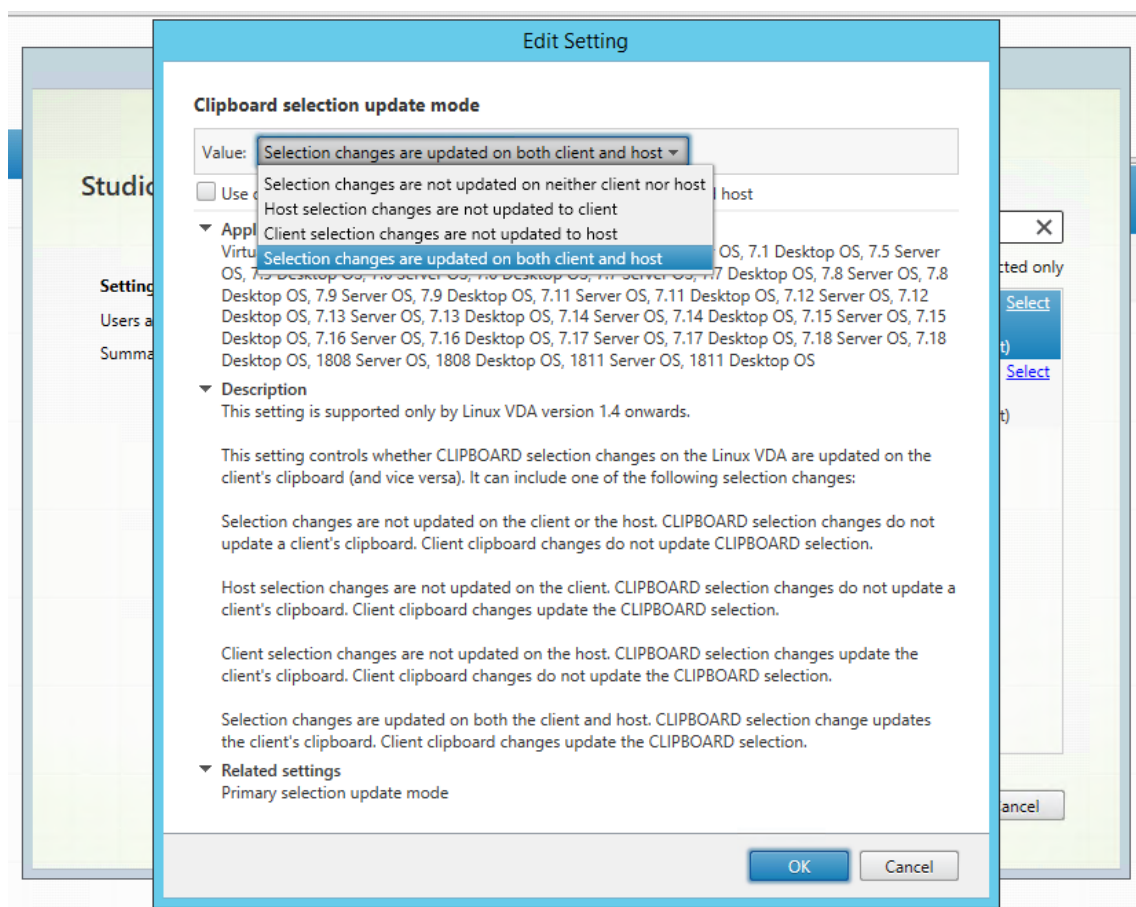 Edit Setting
Clipboard selection update mode
Value: Selection changes are updated on both client and host
Selection changes are not updated on neither client nor host
Host selection changes are not updated to client
Client selection changes are not updated to host
Selection changes are updated on both client and host
Use host
OS, 7.1 Desktop OS, 7.5 Server
Desktop OS, 7.8 Server OS, 7.8
Desktop OS, 7.9 Server OS, 7.9 Desktop OS, 7.11 Server OS, 7.11 Desktop OS, 7.12 Server OS, 7.12
Desktop OS, 7.13 Server OS, 7.13 Desktop OS, 7.14 Server OS, 7.14 Desktop OS, 7.15 Server OS, 7.15
Desktop OS, 7.16 Server OS, 7.16 Desktop OS, 7.17 Server OS, 7.17 Desktop OS, 7.18 Server OS, 7.18
Desktop OS, 1808 Server OS, 1808 Desktop OS, 1811 Server OS, 1811 Desktop OS
Description
This setting is supported only by Linux VDA version 1.4 onwards.
This setting controls whether CLIPBOARD selection changes on the Linux VDA are updated on the
client's clipboard (and vice versa). It can include one of the following selection changes:
Selection changes are not updated on the client or the host. CLIPBOARD selection changes do not
update a client's clipboard. Client clipboard changes do not update CLIPBOARD selection.
Host selection changes are not updated on the client. CLIPBOARD selection changes do not update a
client's clipboard. Client clipboard changes update the CLIPBOARD selection.
Client selection changes are not updated on the host. CLIPBOARD selection changes update the
client's clipboard. Client clipboard changes do not update the CLIPBOARD selection.
Selection changes are updated on both the client and host. CLIPBOARD selection change updates
the client's clipboard. Client clipboard changes update the CLIPBOARD selection.
Related settings
Primary selection update mode
OK Cancel
Studio
Setting
Users a
Summa
cted only
Select
t)
Select
t)
ancel